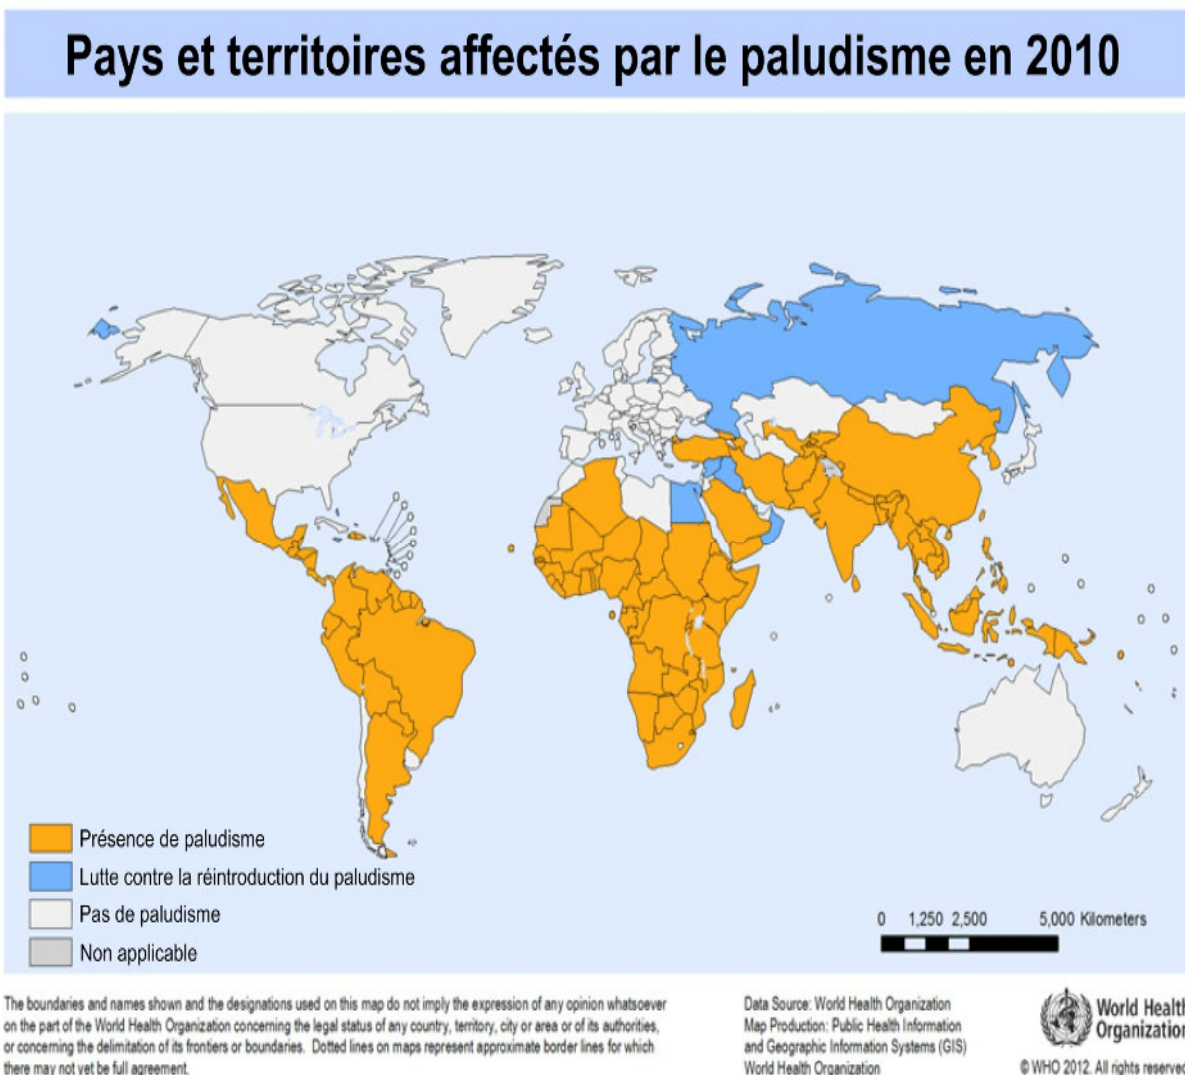 Pays et territoires affectés par le paludisme en 2010
Présence de paludisme
Lutte contre la réintroduction du paludisme
Pas de paludisme
Non applicable
0 1,250 2,500 5,000 Kilometers
The boundaries and names shown and the designations used on this map do not imply the expression of any opinion whatsoever
on the part of the World Health Organization concerning the legal status of any country, territory, city or area or of its authorities,
or concerning the delimitation of its frontiers or boundaries. Dotted lines on maps represent approximate border lines for which
there may not yet be full agreement.
Data Source: World Health Organization
Map Production: Public Health Information
and Geographic Information Systems (GIS)
World Health Organization
World Health
Organization
© WHO 2012. All rights reserved